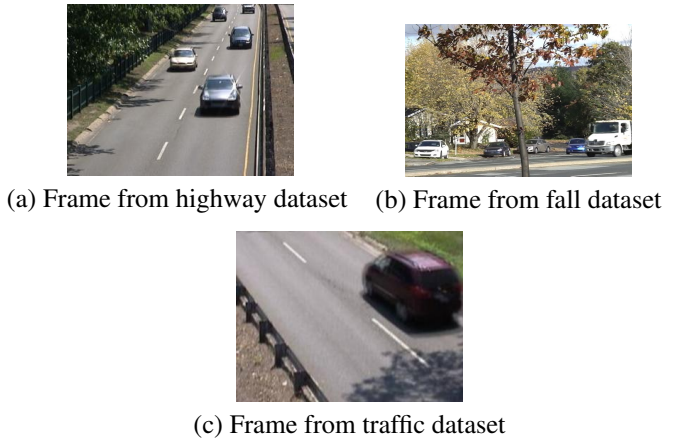 (a) Frame from highway dataset
(b) Frame from fall dataset
(c) Frame from traffic dataset